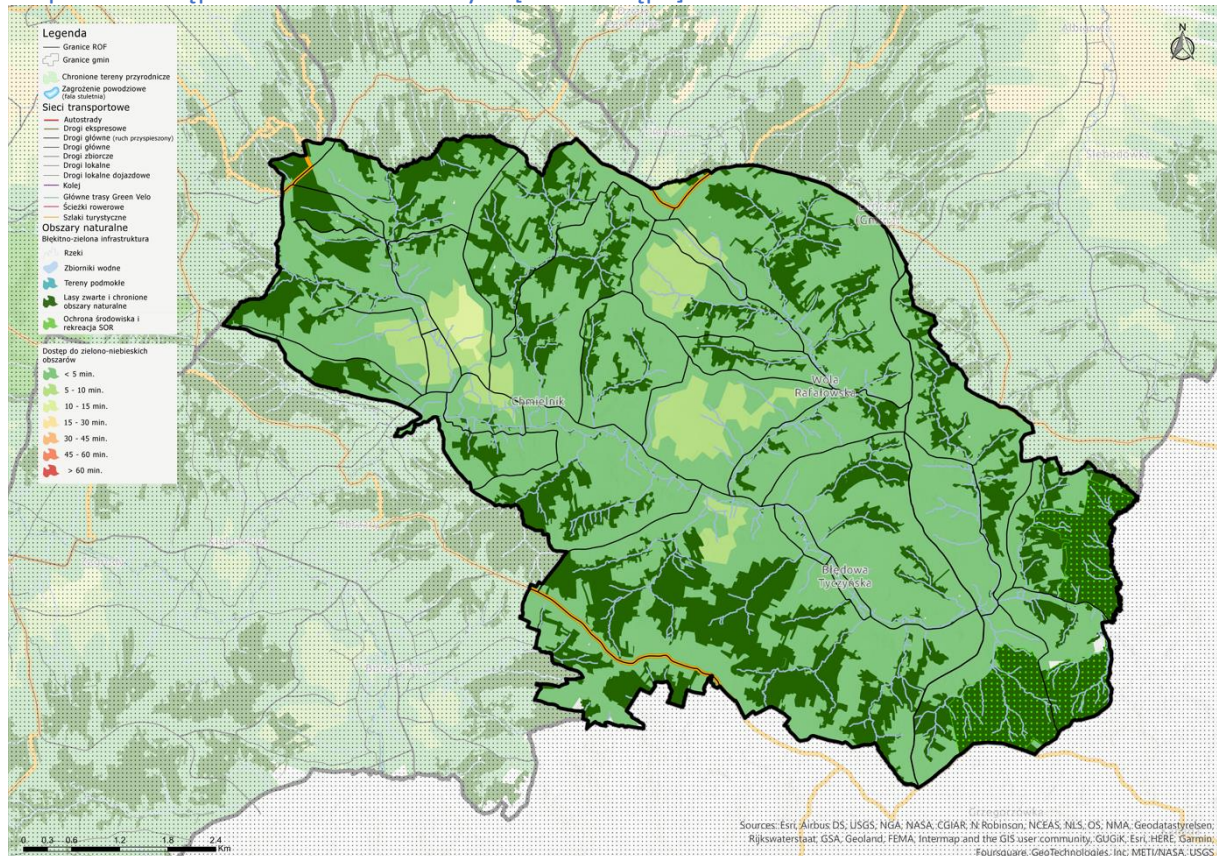 N
Legenda
Granice ROF
Granice gmin
Chronione tereny przyrodnicze
Zagrożenie powodziowe
(fala stuletnia)
Sieci transportowe
Autostrady
Drogi ekspresowe
Drogi główne (ruch przyspieszony)
Drogi główne
Drogi zbiorcze
Drogi lokalne
Drogi lokalne dojazdowe
Kolej
Główne trasy Green Velo
Ścieżki rowerowe
Szlaki turystyczne
Obszary naturalne
Błękitno-zielona infrastruktura
Rzeki
Zbiorniki wodne
Tereny podmokłe
Lasy zwarte i chronione
obszary naturalne
Ochrona środowiska i
rekreacja SOR
Dostęp do zielono-niebieskich
obszarów
< 5 min.
5 - 10 min.
10 - 15 min.
15 - 30 min.
30 - 45 min.
45 - 60 min.
> 60 min.
Chmielnik
Wola
Rafałowska
Błędowa
Tyczyńska
0 0.3 0.6 1.2 1.8 2.4
Km
Sources: Esri, Airbus DS, USGS, NGA, NASA, CGIAR, N Robinson, NCEAS, NLS, OS, NMA, Geodatastyrelsen,
Rijkswaterstaat, GSA, Geoland, FEMA, Intermap and the GIS user community, GUGiK, Esri, HERE, Garmin,
Foursquare, GeoTechnologies, Inc, METI/NASA, USGS